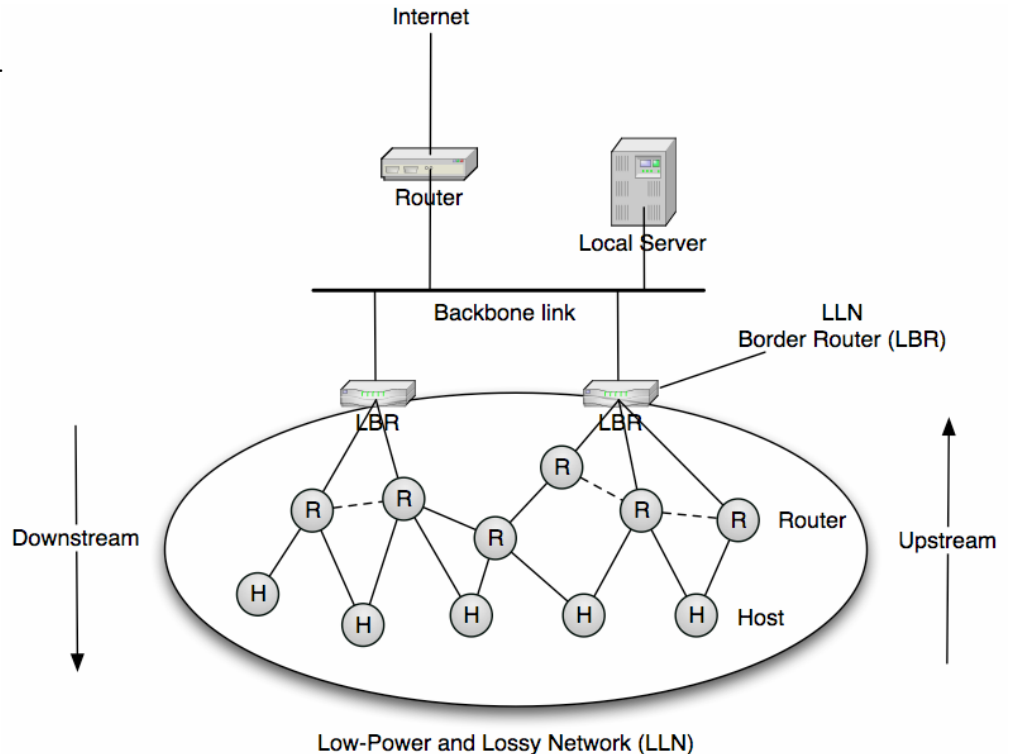 Internet
Router
Local Server
Backbone link
LLN
Border Router (LBR)
LBR
LBR
R
R
R
R
R
R
Router
Downstream
Upstream
H
H
H
H
H
Host
Low-Power and Lossy Network (LLN)